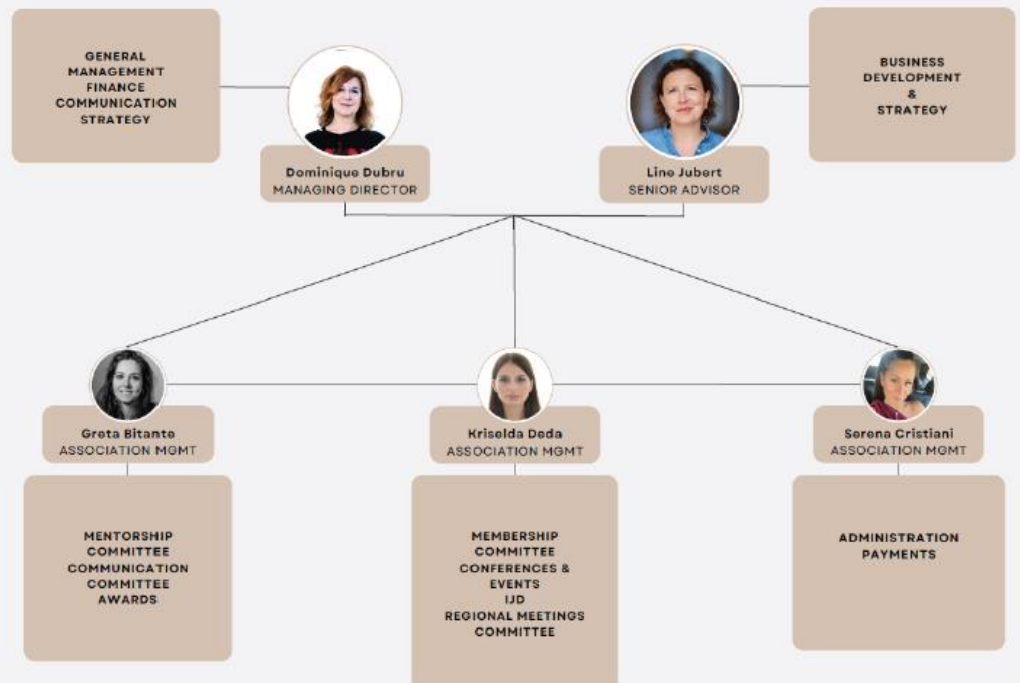 GENERAL
MANAGEMENT
FINANCE
COMMUNICATION
STRATEGY
BUSINESS
DEVELOPMENT
&
STRATEGY
Dominique Dubru
MANAGING DIRECTOR
Line Jubert
SENIOR ADVISOR
Greta Bitante
ASSOCIATION MGMT
Kriselda Deda
ASSOCIATION MGMT
Serena Cristiani
ASSOCIATION MGMT
MENTORSHIP
COMMITTEE
COMMUNICATION
COMMITTEE
AWARDS
MEMBERSHIP
COMMITTEE
CONFERENCES &
EVENTS
IJD
REGIONAL MEETINGS
COMMITTEE
ADMINISTRATION
PAYMENTS